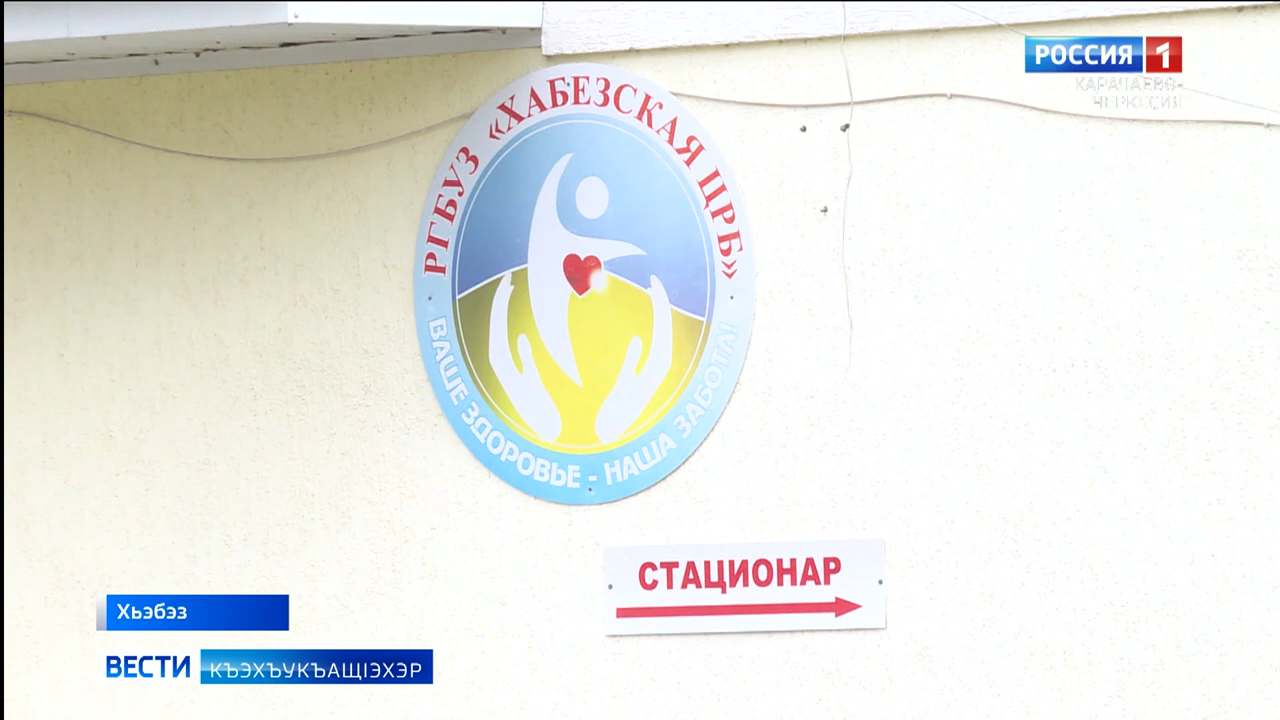 РОССИЯ 1
КАРАЧАЕВО-
ЧЕРКЕСИЯ
РГБУЗ «ХАБЕЗСКАЯ ЦРБ»
ВАШЕ ЗДОРОВЬЕ - НАША ЗАБОТА!
СТАЦИОНАР
Хьэбэз
ВЕСТИ КЪЭХЪУКЪАЩIЭХЭР